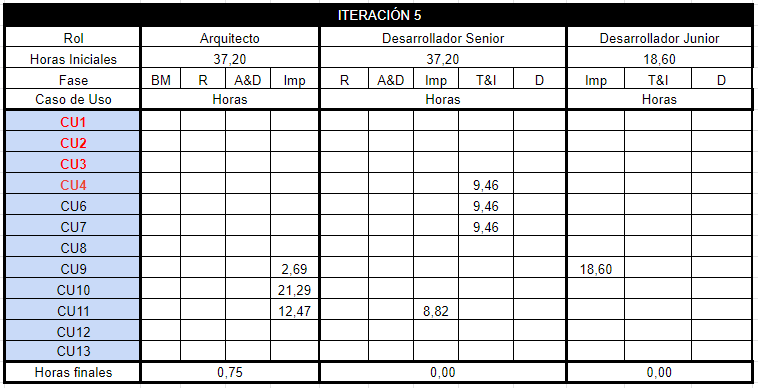 ITERACIÓN 5
Rol Arquitecto Desarrollador Senior Desarrollador Junior
Horas Iniciales 37,20 37,20 18,60
Fase BM R A&D Imp R A&D Imp T&I D Imp T&I D
Caso de Uso Horas Horas Horas
CU1
CU2
CU3
CU4 9,46
CU6 9,46
CU7 9,46
CU8
CU9 2,69 18,60
CU10 21,29
CU11 12,47 8,82
CU12
CU13
Horas finales 0,75 0,00 0,00